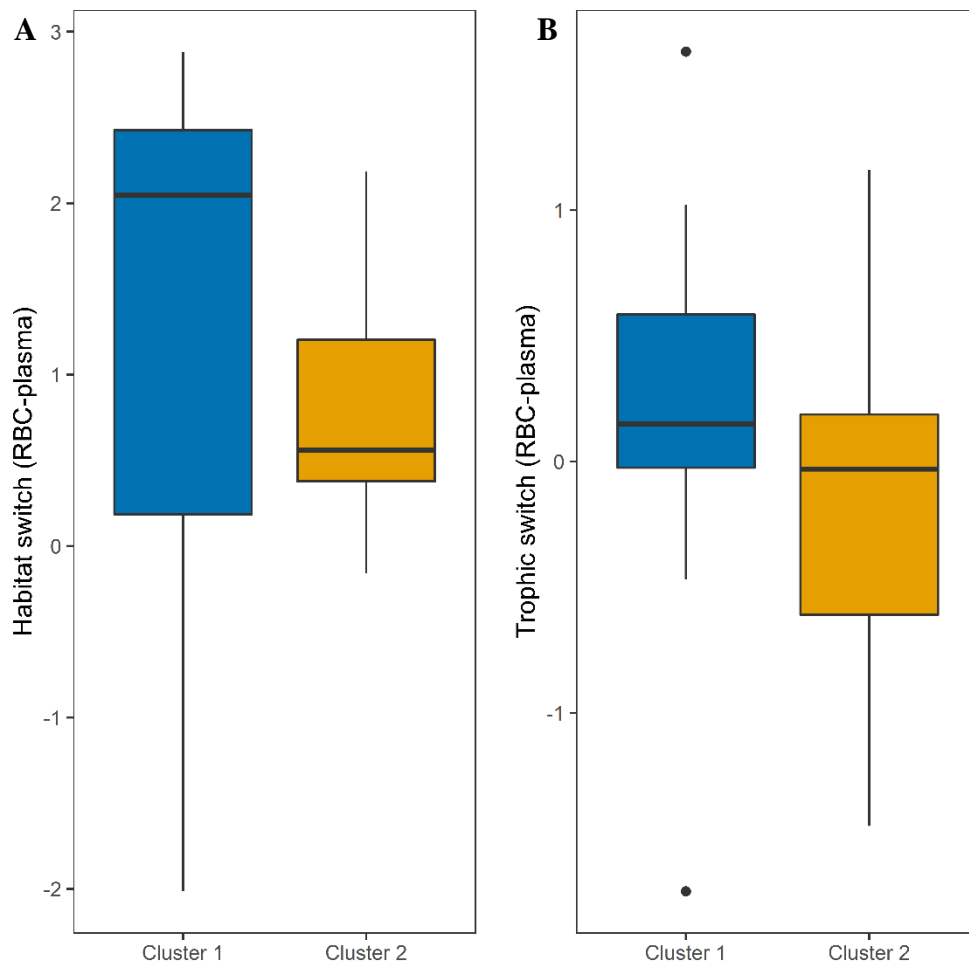 A
Habitat switch (RBC-plasma)
3
2
1
0
-1
-2
Cluster 1
Cluster 2
B
Trophic switch (RBC-plasma)
1
0
-1
Cluster 1
Cluster 2